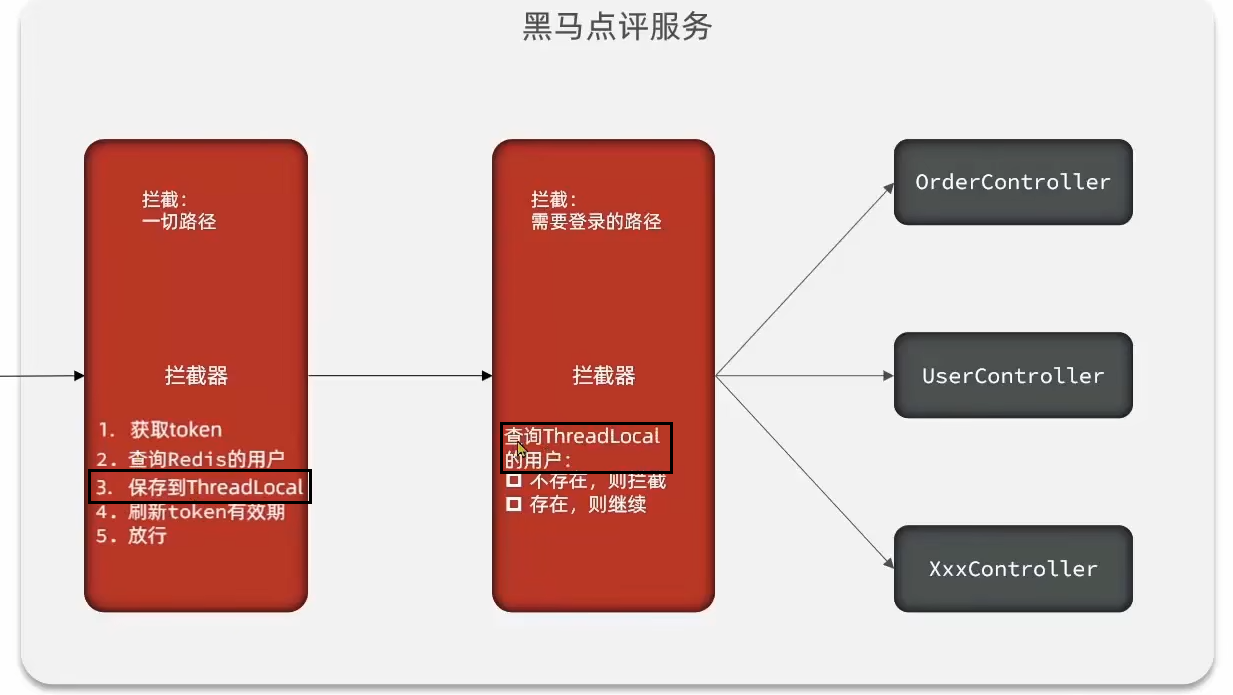 黑马点评服务
拦截：
一切路径
拦截器
1. 获取token
2. 查询Redis的用户
3. 保存到ThreadLocal
4. 刷新token有效期
5. 放行
拦截：
需要登录的路径
拦截器
查询ThreadLocal
的用户：
不存在，则拦截
存在，则继续
OrderController
UserController
XxxController